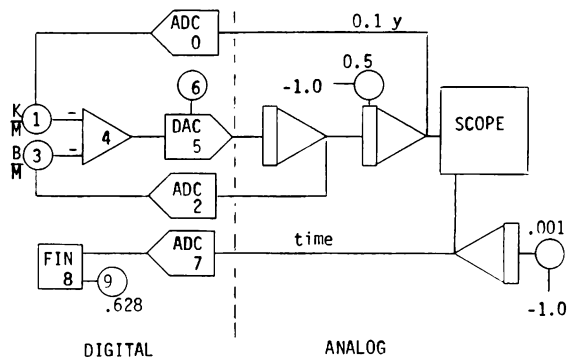 ADC
0
0.1 y
0.5
-1.0
6
K
M
1
-
4
DAC
5
SCOPE
B
M
3
-
ADC
2
ADC
7
time
.001
-1.0
FIN
8
9
.628
DIGITAL
ANALOG